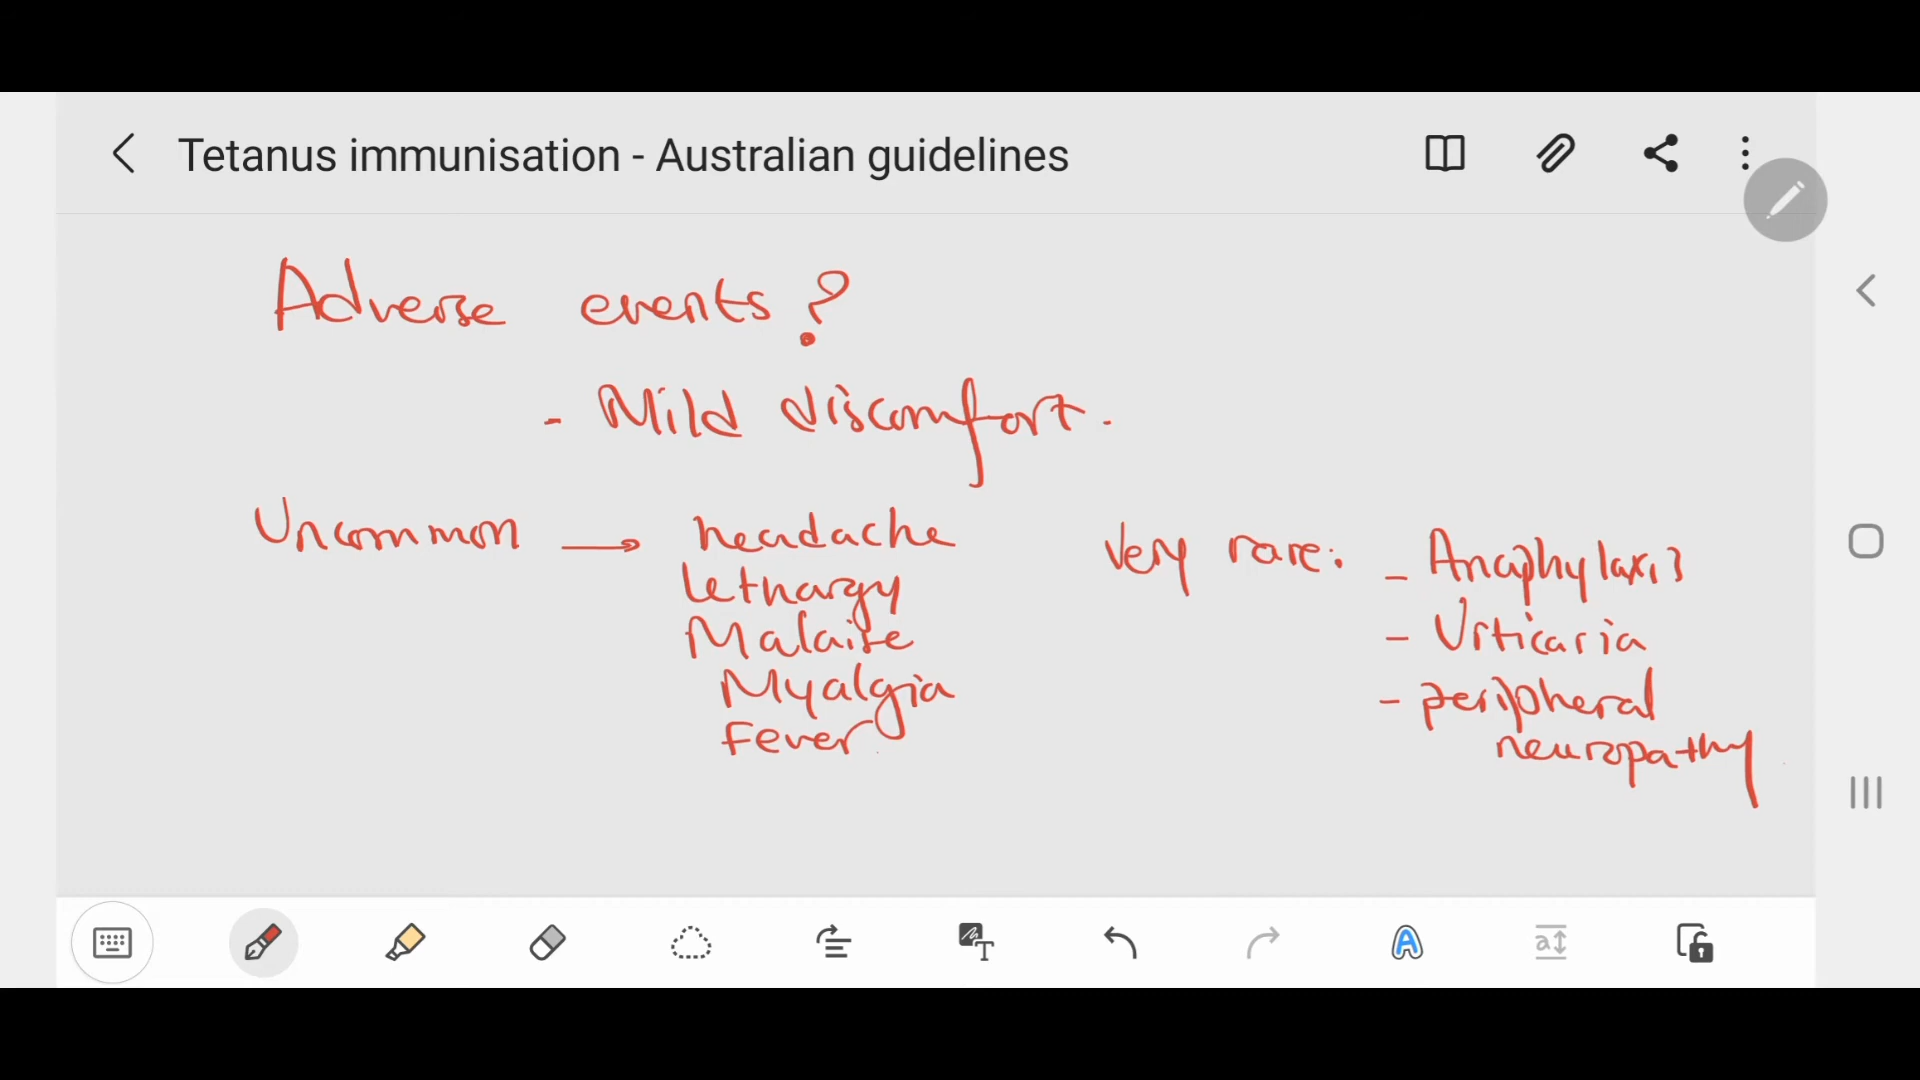 Tetanus immunisation - Australian guidelines
Adverse events?
- Mild discomfort.
Uncommon → headache
Lethargy
Malaise
Myalgia
Fever
Very rare: - Anaphylaxis
- Urticaria
- peripheral
neuropathy